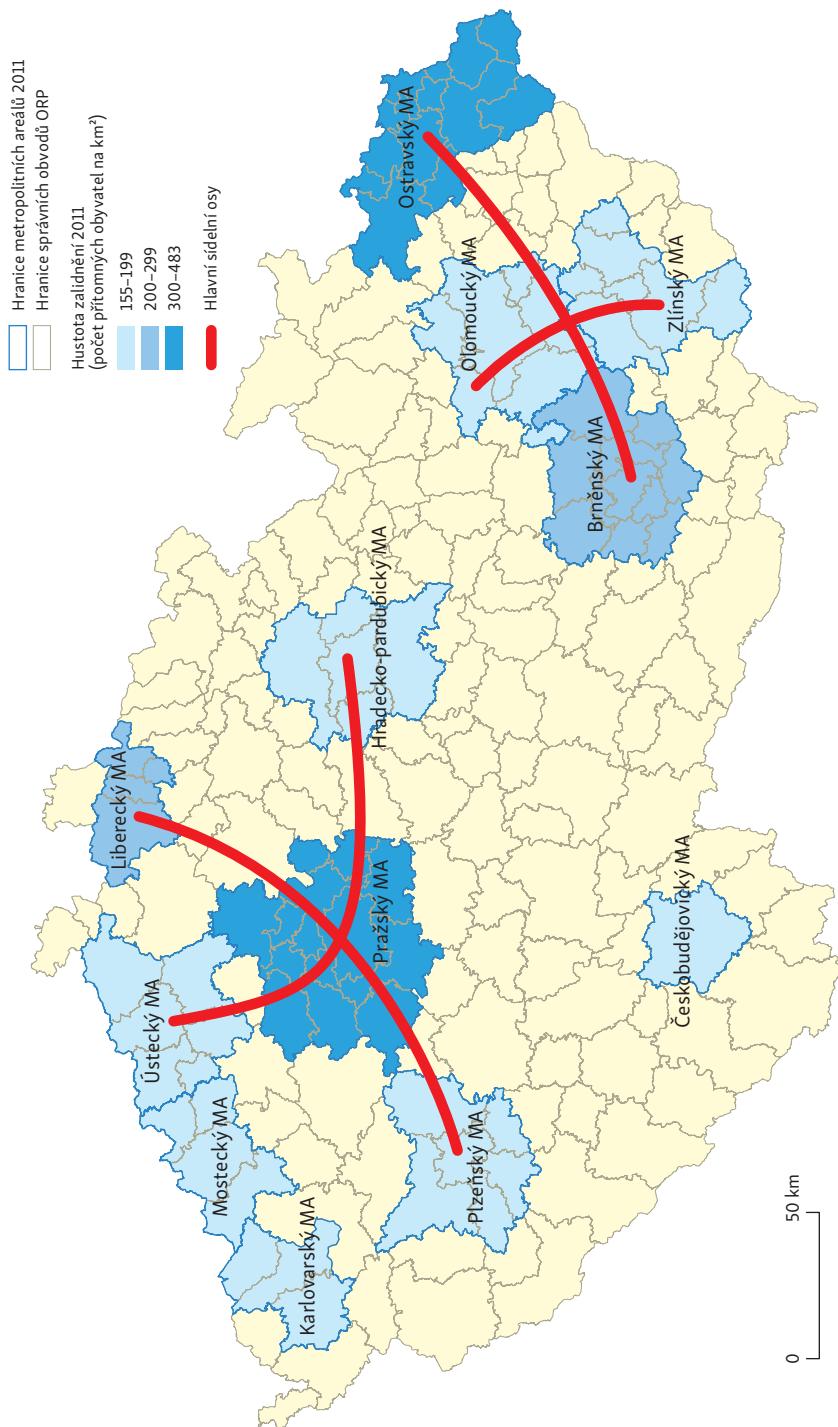 Hranice metropolitních areálů 2011
Hranice správních obvodů ORP
Hustota zalidnění 2011
(počet přítomných obyvatel na km²)
155–199
200–299
300–483
Hlavní sídelní osy
Liberecký MA
Ústecký MA
Mostecký MA
Karlovarský MA
Pražský MA
Hradecko-pardubický MA
Plzeňský MA
Ostravský MA
Olomoucký MA
Brněnský MA
Zlínský MA
Českobudějovický MA
0
50 km